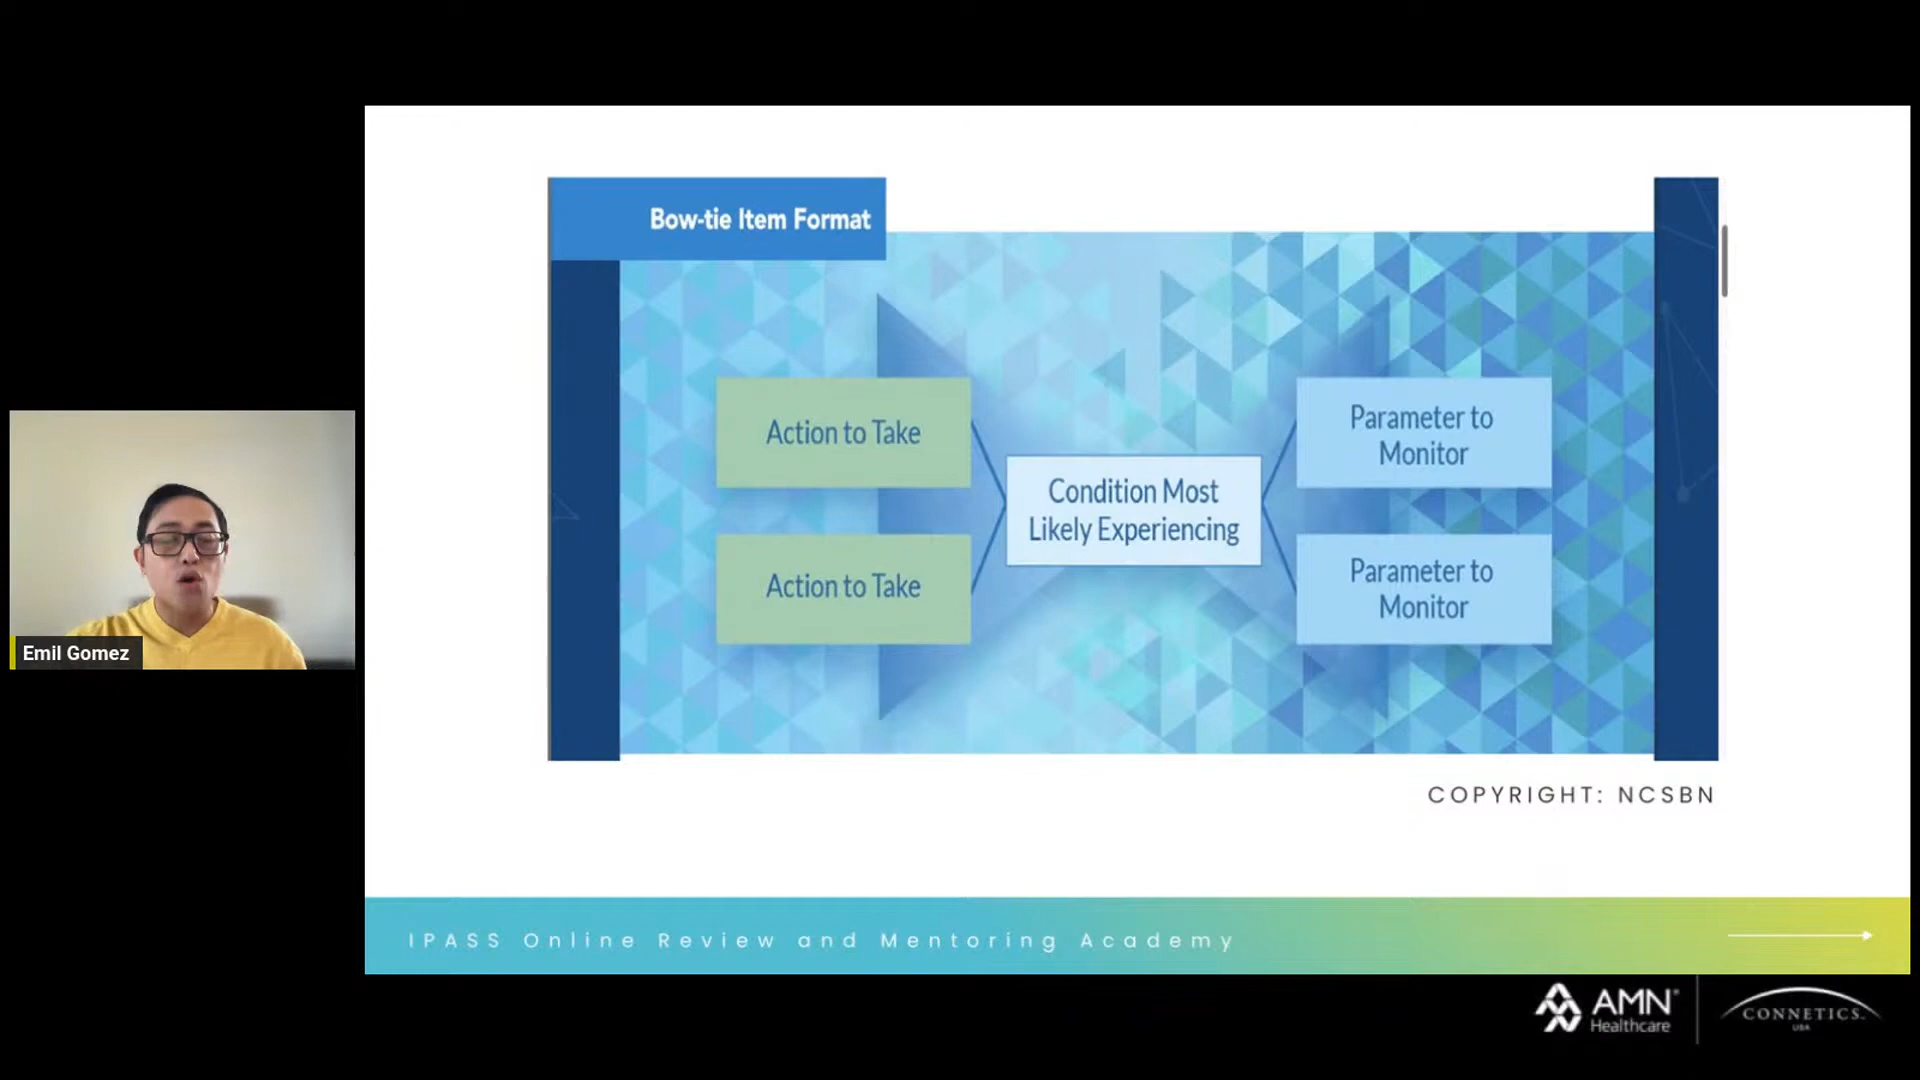 Bow-tie Item Format
Action to Take
Action to Take
Condition Most
Likely Experiencing
Parameter to
Monitor
Parameter to
Monitor
COPYRIGHT: NCSBN
Emil Gomez
IPASS Online Review and Mentoring Academy
AMN
Healthcare
CONNETICS
USA